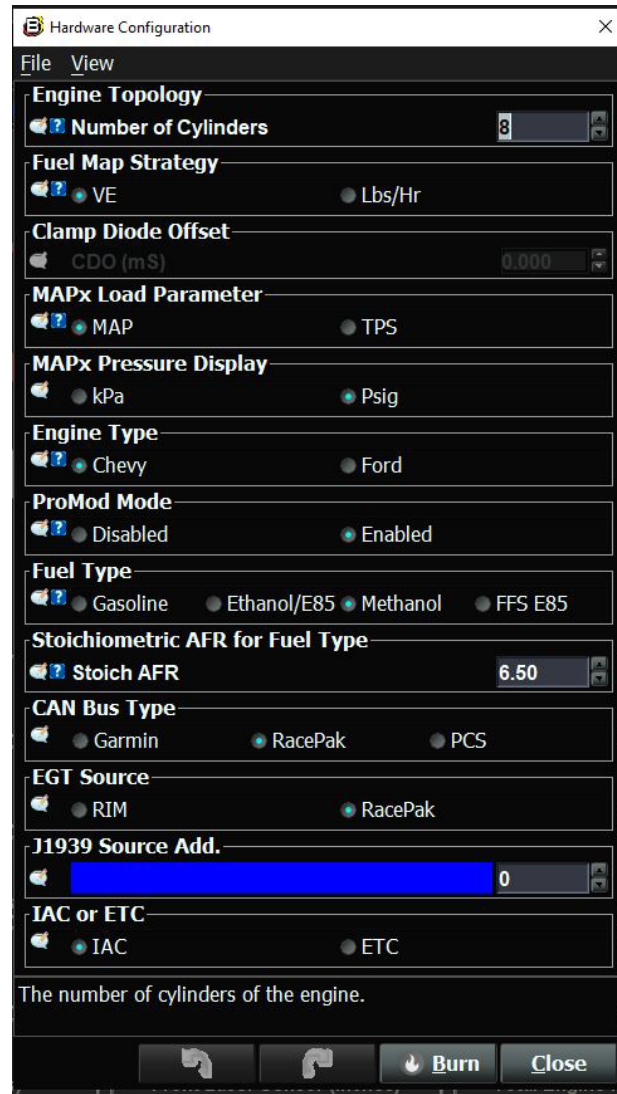 Hardware Configuration
File View
Engine Topology
Number of Cylinders 8
Fuel Map Strategy
VE Lbs/Hr
Clamp Diode Offset
CDO (mS) 0.000
MAPx Load Parameter
MAP TPS
MAPx Pressure Display
kPa Psig
Engine Type
Chevy Ford
ProMod Mode
Disabled Enabled
Fuel Type
Gasoline Ethanol/E85 Methanol FFS E85
Stoichiometric AFR for Fuel Type
Stoich AFR 6.50
CAN Bus Type
Garmin RacePak PCS
EGT Source
RIM RacePak
J1939 Source Add.
0
IAC or ETC
IAC ETC
The number of cylinders of the engine.
Burn Close